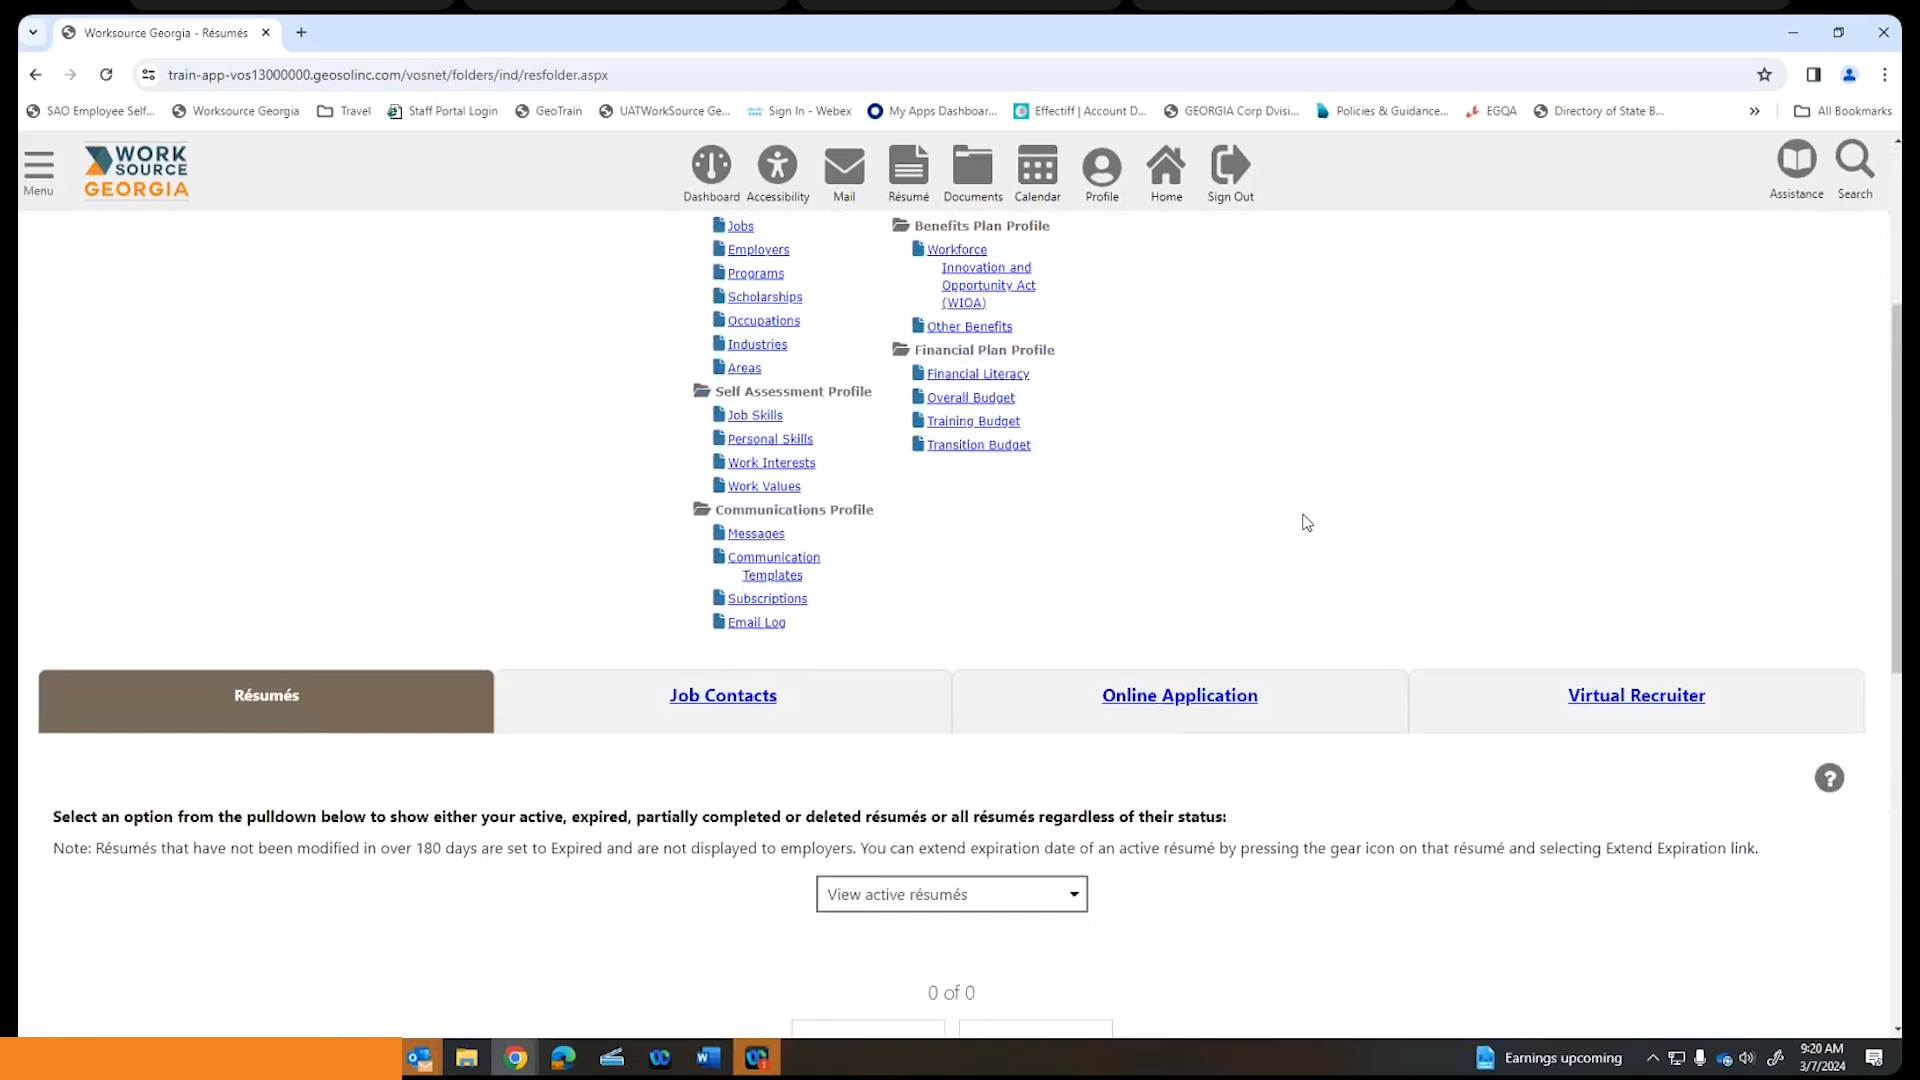 Worksource Georgia - Résumés
train-app-vos13000000.geosolinc.com/vosnet/folders/ind/resfolder.aspx
SAO Employee Self... Worksource Georgia Travel Staff Portal Login GeoTrain UATWorkSource Ge... Sign In - Webex My Apps Dashboar... Effectiff | Account D... GEORGIA Corp Dvisi... Policies & Guidance... EGQA Directory of State B... » All Bookmarks
WORK
SOURCE
GEORGIA
Menu Dashboard Accessibility Mail Résumé Documents Calendar Profile Home Sign Out Assistance Search
Jobs
Employers
Programs
Scholarships
Occupations
Industries
Areas
Self Assessment Profile
Job Skills
Personal Skills
Work Interests
Work Values
Communications Profile
Messages
Communication
Templates
Subscriptions
Email Log
Benefits Plan Profile
Workforce
Innovation and
Opportunity Act
(WIOA)
Other Benefits
Financial Plan Profile
Financial Literacy
Overall Budget
Training Budget
Transition Budget
Résumés Job Contacts Online Application Virtual Recruiter
?
Select an option from the pulldown below to show either your active, expired, partially completed or deleted résumés or all résumés regardless of their status:
Note: Résumés that have not been modified in over 180 days are set to Expired and are not displayed to employers. You can extend expiration date of an active résumé by pressing the gear icon on that résumé and selecting Extend Expiration link.
View active résumés
0 of 0
Earnings upcoming
9:20 AM
3/7/2024